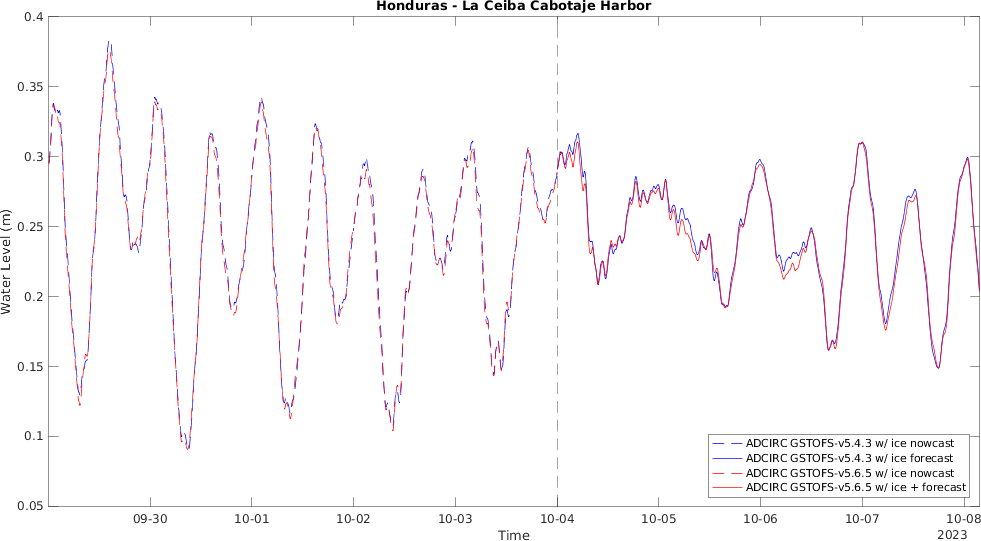 Honduras - La Ceiba Cabotaje Harbor
0.4
0.35
0.3
0.25
0.2
0.15
0.1
0.05
Water Level (m)
ADCIRC GSTOFS-v5.4.3 w/ ice nowcast
ADCIRC GSTOFS-v5.4.3 w/ ice forecast
ADCIRC GSTOFS-v5.6.5 w/ ice nowcast
ADCIRC GSTOFS-v5.6.5 w/ ice + forecast
09-30 10-01 10-02 10-03 10-04 10-05 10-06 10-07 10-08
2023
Time